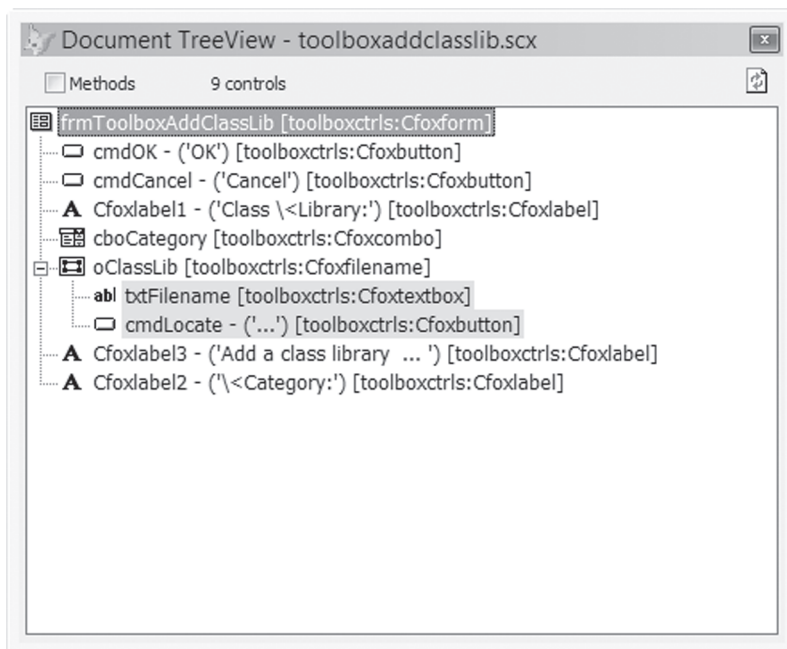 Document TreeView - toolboxaddclasslib.scx
Methods 9 controls
frmToolboxAddClassLib [toolboxctrls:Cfoxform]
cmdOK - ('OK') [toolboxctrls:Cfoxbutton]
cmdCancel - ('Cancel') [toolboxctrls:Cfoxbutton]
A Cfoxlabel1 - ('Class \<Library:') [toolboxctrls:Cfoxlabel]
cboCategory [toolboxctrls:Cfoxcombo]
oClassLib [toolboxctrls:Cfoxfilename]
abl txtFilename [toolboxctrls:Cfoxtextbox]
cmdLocate - ('...') [toolboxctrls:Cfoxbutton]
A Cfoxlabel3 - ('Add a class library ... ') [toolboxctrls:Cfoxlabel]
A Cfoxlabel2 - ('\<Category:') [toolboxctrls:Cfoxlabel]